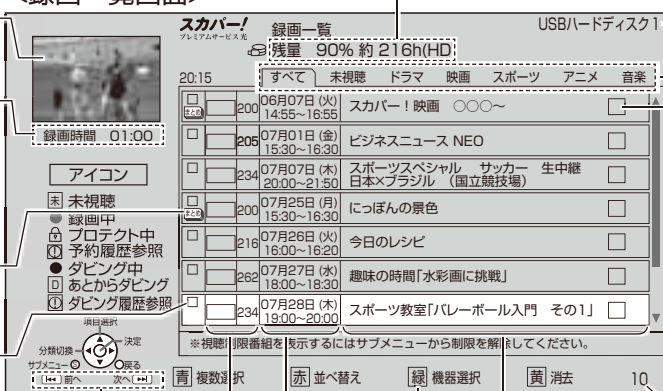 <録画一覧画面>
スカパー!
プレミアムサービス光
録画一覧
USBハードディスク1
残量 90% 約 216h(HD
20:15
すべて 未視聴 ドラマ 映画 スポーツ アニメ 音楽
録画時間 01:00
アイコン
未 未視聴
録画中
プロテクト中
予約履歴参照
ダビング中
D あとからダビング
ダビング履歴参照
まとめ 200 06月07日(火) 14:55~16:55 スカパー!映画 ○○○~
205 07月01日(金) 15:30~16:30 ビジネスニュース NEO
234 07月07日(木) 20:00~21:50 スポーツスペシャル サッカー 生中継
日本×ブラジル (国立競技場)
まとめ 200 07月25日(月) 15:30~16:30 にっぽんの景色
216 07月26日(火) 16:00~16:20 今日のレシピ
262 07月27日(水) 18:00~18:30 趣味の時間「水彩画に挑戦」
234 07月28日(木) 19:00~20:00 スポーツ教室「バレーボール入門 その1」
※視聴制限番組を表示するにはサブメニューから制限を解除してください。
項目選択
分類切換
決定
サブメニュー
戻る
前へ 次へ
青 複数選択 赤 並べ替え 緑 機器選択 黄 消去 10